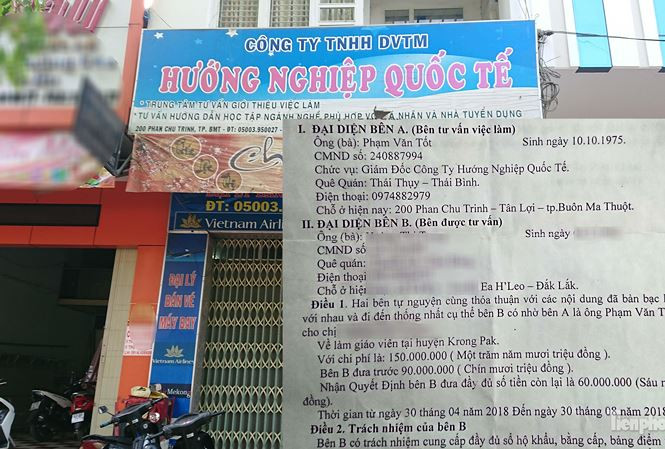 CÔNG TY TNHH DVTM
HƯỚNG NGHIỆP QUỐC TẾ
* TRUNG TÂM TƯ VẤN GIỚI THIỆU VIỆC LÀM
* TƯ VẤN HƯỚNG DẪN HỌC TẬP NGÀNH NGHỀ PHÙ HỢP VỚI CÁ NHÂN VÀ NHÀ TUYỂN DỤNG
200 PHAN CHU TRINH, TP. BMT - ĐT: 05003.950027 -
ĐT: 05003.95
Vietnam Airlines
ĐẠI LÝ
BÁN VÉ
MÁY BAY
Vietnam Airlines
Mekong
I. ĐẠI DIỆN BÊN A. (Bên tư vấn việc làm)
Ông (bà): Phạm Văn Tốt Sinh ngày 10.10.1975.
CMND số: 240887994
Chức vụ: Giám Đốc Công Ty Hướng Nghiệp Quốc Tế.
Quê Quán: Thái Thụy – Thái Bình.
Điện thoại: 0974882979
Chỗ ở hiện nay: 200 Phan Chu Trinh – Tân Lợi – tp.Buôn Ma Thuột.
II. ĐẠI DIỆN BÊN B. (Bên được tư vấn)
Ông (bà): Sinh ngày
CMND số
Quê quán:
Điện thoại
Chỗ ở hiện Ea H'Leo – Đắk Lắk.
Điều 1. Hai bên tự nguyện cùng thỏa thuận với các nội dung đã bàn bạc
với nhau và đi đến thống nhất cụ thể bên B có nhờ bên A là ông Phạm Văn T
cho chị
Về làm giáo viên tại huyện Krong Pak.
Với chi phí là: 150.000.000 ( Một trăm năm mươi triệu đồng ).
Bên B đưa trước 90.000.000 ( Chín mươi triệu đồng ).
Nhận Quyết Định bên B đưa đầy đủ số tiền còn lại là 60.000.000 (Sáu
đồng).
Thời gian từ ngày 30 tháng 04 năm 2018 Đến ngày 30 tháng 08 năm 2018
Điều 2. Trách nhiệm của bên B
Bên B có trách nhiệm cung cấp đầy đủ số hộ khẩu, bằng cấp, bảng điểm